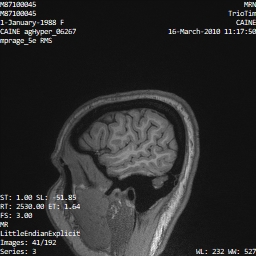 M87100045
M87100045
1-January-1988 F
CAINE agHyper_06267
mprage_5e RMS
MRN
TrioTim
CAINE
16-March-2010 11:17:50
ST: 1.00 SL: -51.85
RT: 2530.00 ET: 1.64
FS: 3.00
MR
LittleEndianExplicit
Images: 41/192
Series: 3
WL: 232 WW: 527